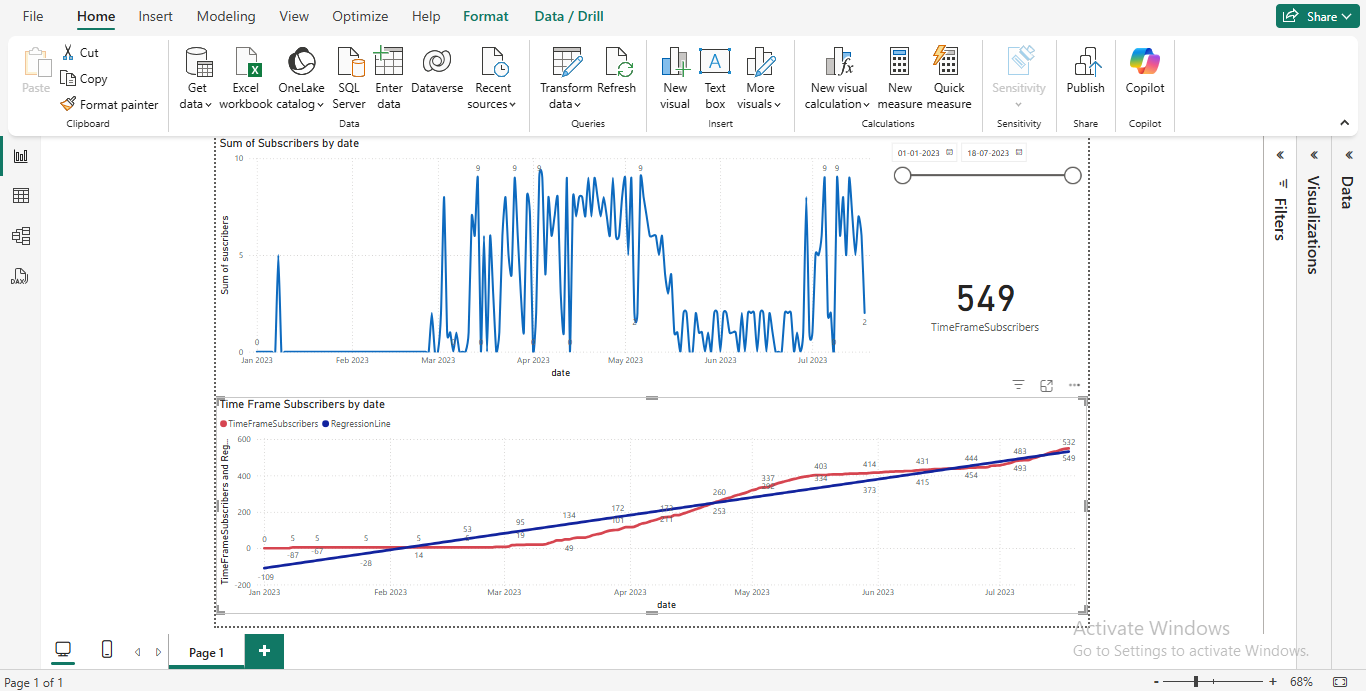 File Home Insert Modeling View Optimize Help Format Data / Drill Share
Paste Cut
Copy
Format painter
Get data Excel workbook OneLake catalog SQL Server Enter data Dataverse Recent sources
Transform data Refresh
New visual Text box More visuals
New visual calculation New measure Quick measure
Sensitivity Publish Copilot
Clipboard Data Queries Insert Calculations Sensitivity Share Copilot
Sum of Subscribers by date
10
5
0
Sum of suscribers
0 9 9 9 9 9 9 2
Jan 2023 Feb 2023 Mar 2023 Apr 2023 May 2023 Jun 2023 Jul 2023
date
01-01-2023 18-07-2023
549
TimeFrameSubscribers
Filters
Visualizations
Data
Time Frame Subscribers by date
TimeFrameSubscribers RegressionLine
TimeFrameSubscribers and Reg...
600
400
200
0
-200
0 5 5 5 5 53 95 134 172 260 337 403 414 431 444 483 532
-109 -87 -67 -28 14 19 49 101 211 253 334 373 415 454 493 549
Jan 2023 Feb 2023 Mar 2023 Apr 2023 May 2023 Jun 2023 Jul 2023
date
Activate Windows
Go to Settings to activate Windows.
Page 1 +
Page 1 of 1
- + 68%